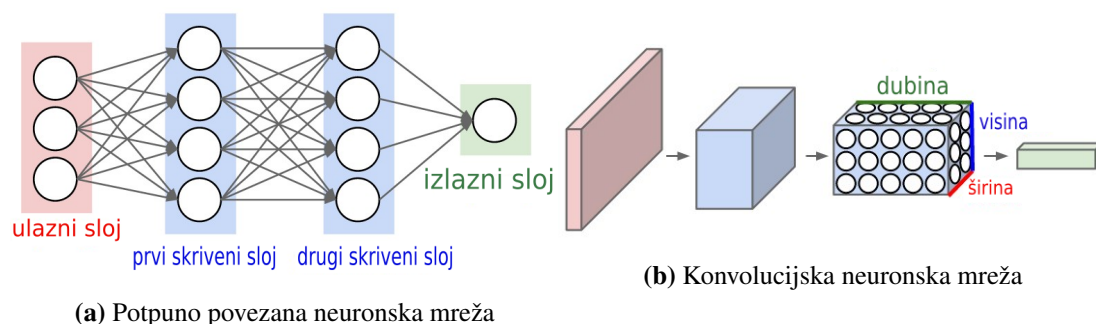 ulazni sloj
prvi skriveni sloj
drugi skriveni sloj
izlazni sloj
(a) Potpuno povezana neuronska mreža
dubina
visina
širina
(b) Konvolucijska neuronska mreža